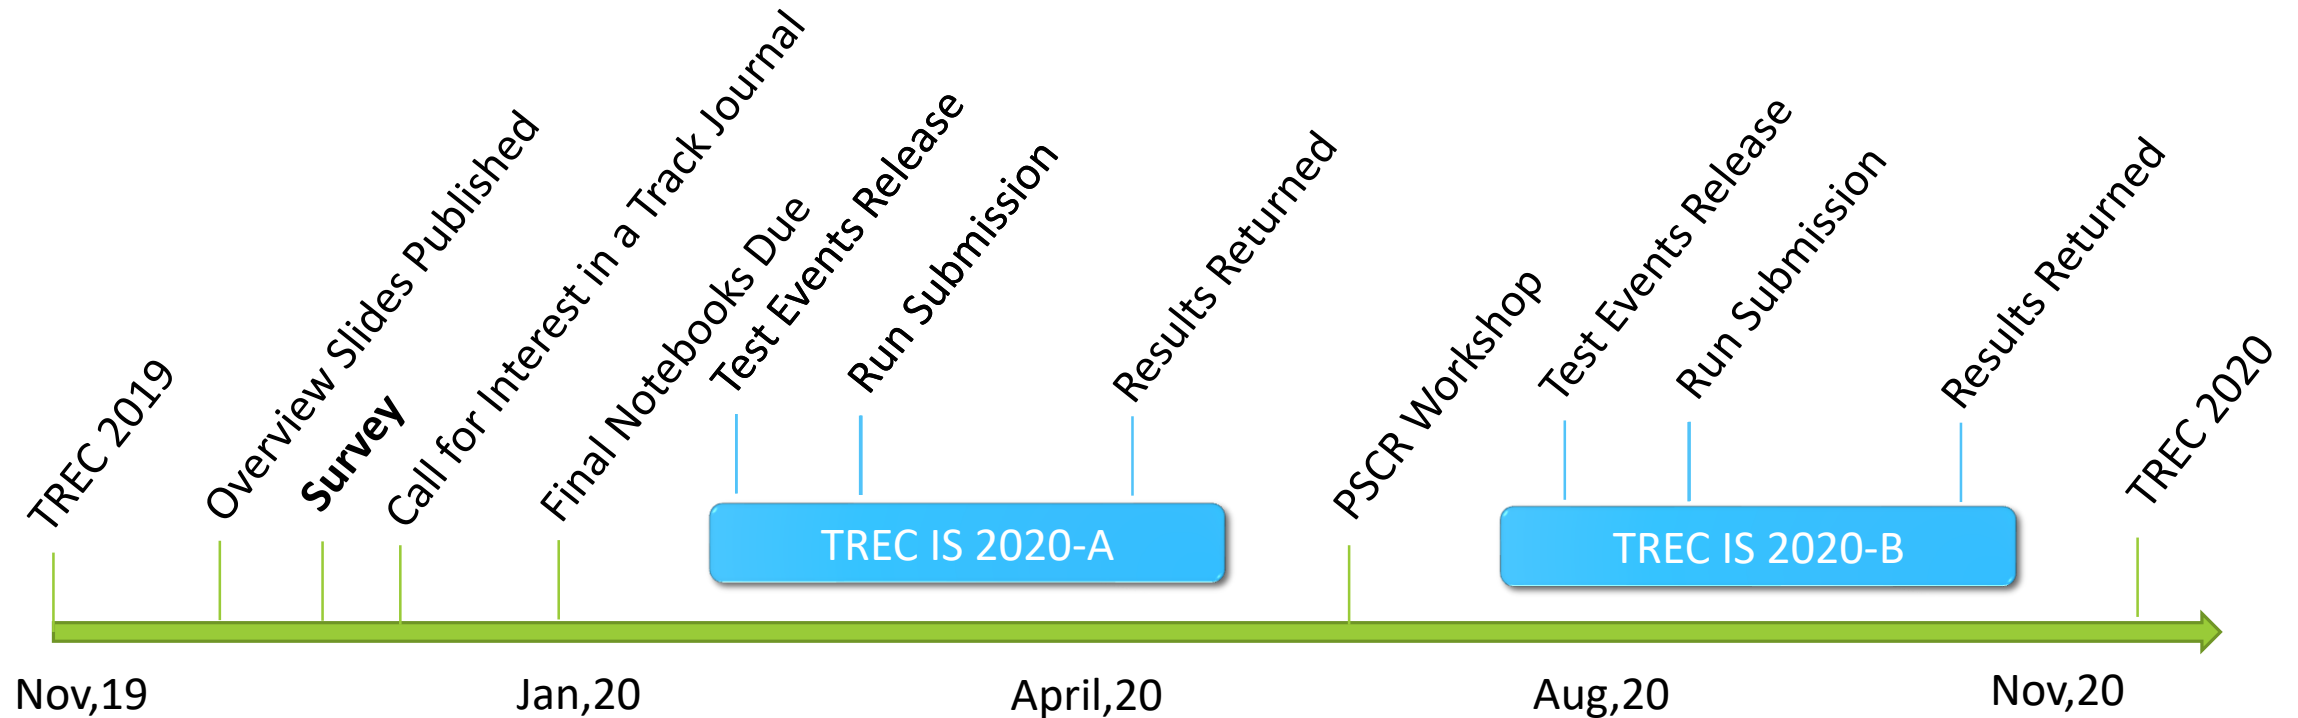 TREC 2019
Overview Slides Published
Survey
Call for Interest in a Track Journal
Final Notebooks Due
Test Events Release
Run Submission
Results Returned
PSCR Workshop
Test Events Release
Run Submission
Results Returned
TREC 2020
TREC IS 2020-A
TREC IS 2020-B
Nov,19
Jan,20
April,20
Aug,20
Nov,20